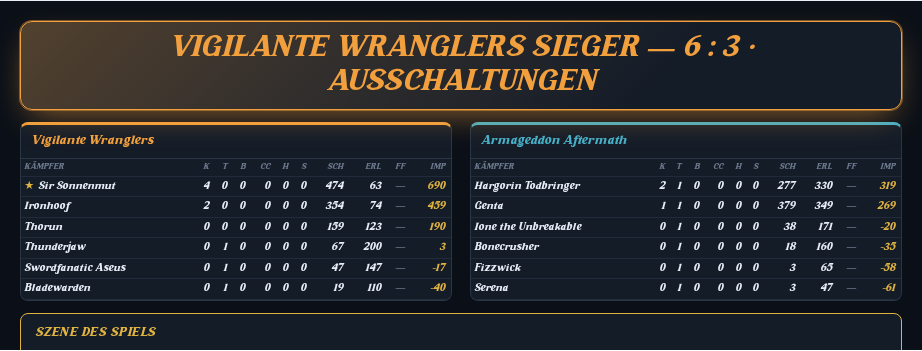 VIGILANTE WRANGLERS SIEGER — 6 : 3 ·
AUSSCHALTUNGEN
Vigilante Wranglers
KÄMPFER K T B CC H S SCH ERL FF IMP
★ Sir Sonnenmut 4 0 0 0 0 0 474 63 — 690
Ironhoof 2 0 0 0 0 0 354 74 — 459
Thorun 0 0 0 0 0 0 159 123 — 190
Thunderjaw 0 1 0 0 0 0 67 200 — 3
Swordfanatic Aseus 0 1 0 0 0 0 47 147 — -17
Bladewarden 0 1 0 0 0 0 19 110 — -40
Armageddon Aftermath
KÄMPFER K T B CC H S SCH ERL FF IMP
Hargorin Todbringer 2 1 0 0 0 0 277 330 — 319
Genta 1 1 0 0 0 0 379 349 — 269
Ione the Unbreakable 0 1 0 0 0 0 38 171 — -20
Bonecrusher 0 1 0 0 0 0 18 160 — -35
Fizzwick 0 1 0 0 0 0 3 65 — -58
Serena 0 1 0 0 0 0 3 47 — -61
SZENE DES SPIELS